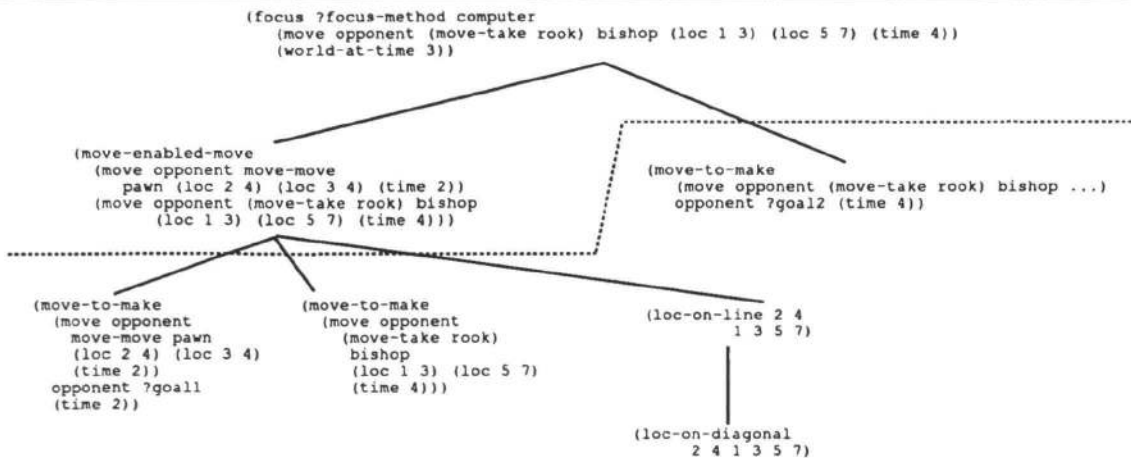 (focus ?focus-method computer
(move opponent (move-take rook) bishop (loc 1 3) (loc 5 7) (time 4))
(world-at-time 3))
(move-enabled-move
(move opponent move-move
pawn (loc 2 4) (loc 3 4) (time 2))
(move opponent (move-take rook) bishop
(loc 1 3) (loc 5 7) (time 4)))
(move-to-make
(move opponent (move-take rook) bishop ...)
opponent ?goal2 (time 4))
(move-to-make
(move opponent
move-move pawn
(loc 2 4) (loc 3 4)
(time 2))
opponent ?goal1
(time 2))
(move-to-make
(move opponent
(move-take rook)
bishop
(loc 1 3) (loc 5 7)
(time 4)))
(loc-on-line 2 4
1 3 5 7)
(loc-on-diagonal
2 4 1 3 5 7)